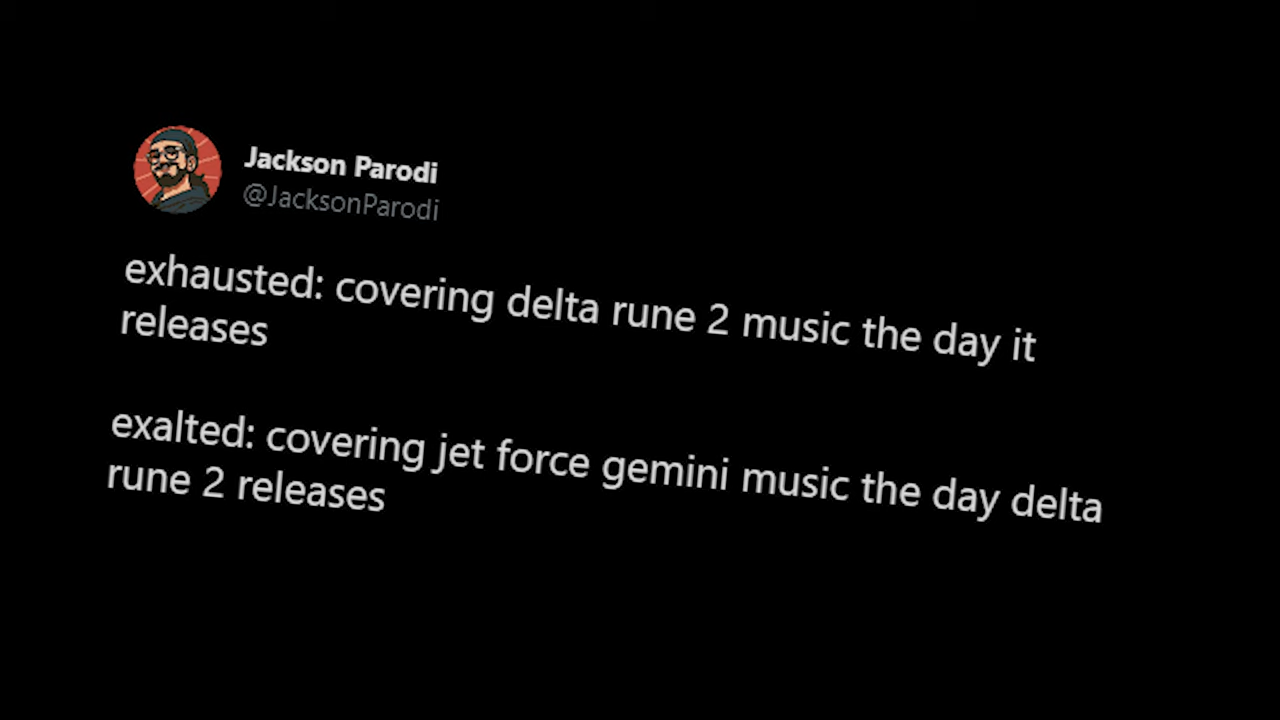 Jackson Parodi
@JacksonParodi
exhausted: covering delta rune 2 music the day it
releases
exalted: covering jet force gemini music the day delta
rune 2 releases